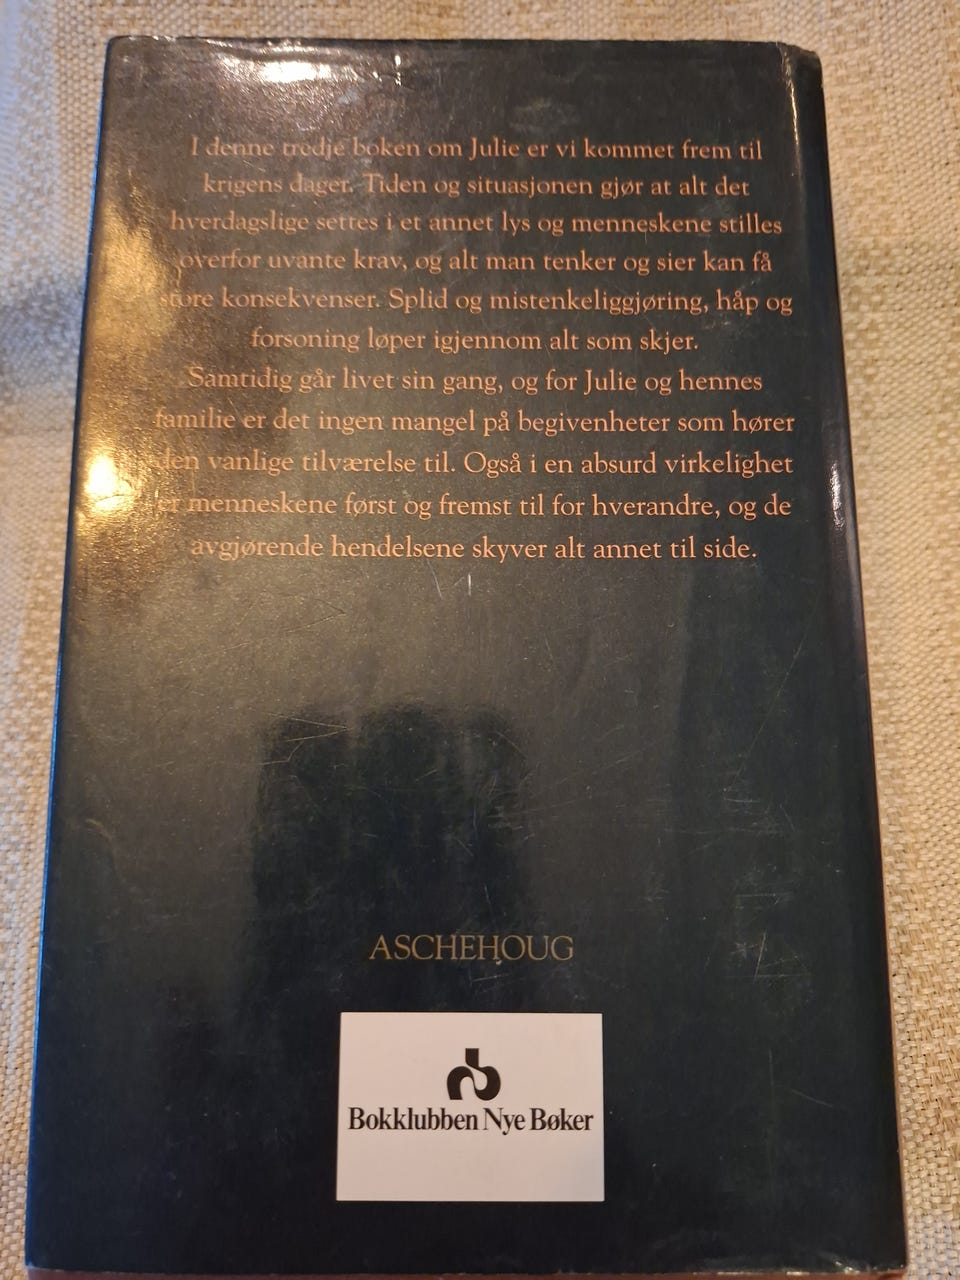 I denne tredje boken om Julie er vi kommet frem til
krigens dager. Tiden og situasjonen gjør at alt det
hverdagslige settes i et annet lys og menneskene stilles
overfor uvante krav, og alt man tenker og sier kan få
store konsekvenser. Splid og mistenkeliggjøring, håp og
forsoning løper igjennom alt som skjer.
Samtidig går livet sin gang, og for Julie og hennes
familie er det ingen mangel på begivenheter som hører
den vanlige tilværelse til. Også i en absurd virkelighet
er menneskene først og fremst til for hverandre, og de
avgjørende hendelsene skyver alt annet til side.
ASCHEHOUG
Bokklubben Nye Bøker